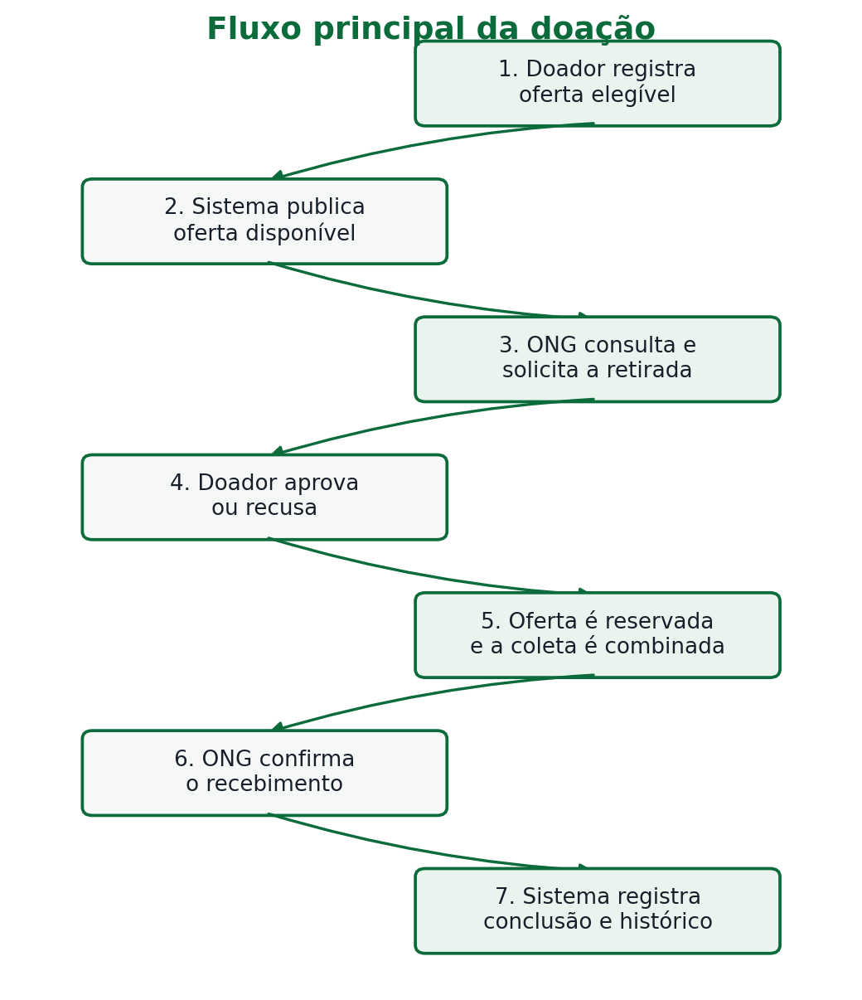 Fluxo principal da doação
1. Doador registra
oferta elegível
2. Sistema publica
oferta disponível
3. ONG consulta e
solicita a retirada
4. Doador aprova
ou recusa
5. Oferta é reservada
e a coleta é combinada
6. ONG confirma
o recebimento
7. Sistema registra
conclusão e histórico